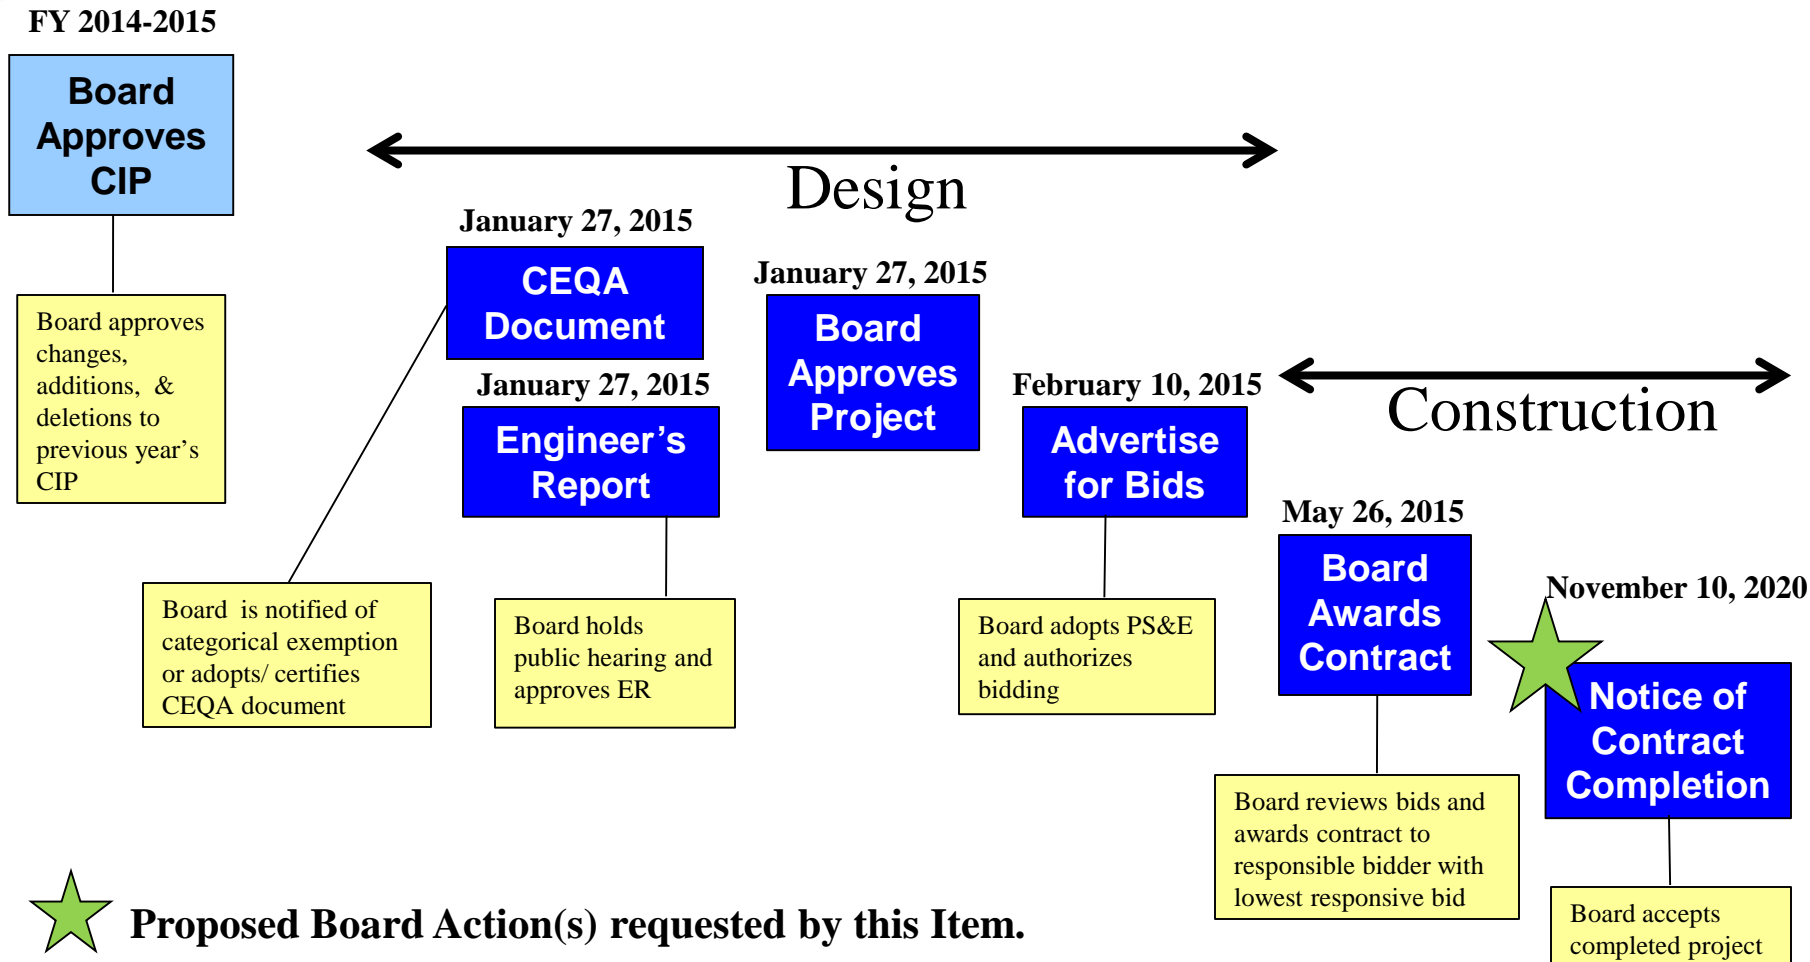 FY 2014-2015
Board
Approves
CIP
Board approves
changes,
additions, &
deletions to
previous year's
CIP
Design
January 27, 2015
CEQA
Document
Board is notified of
categorical exemption
or adopts/ certifies
CEQA document
January 27, 2015
Engineer's
Report
Board holds
public hearing and
approves ER
January 27, 2015
Board
Approves
Project
February 10, 2015
Advertise
for Bids
Board adopts PS&E
and authorizes
bidding
Construction
May 26, 2015
Board
Awards
Contract
Board reviews bids and
awards contract to
responsible bidder with
lowest responsive bid
November 10, 2020
Notice of
Contract
Completion
Board accepts
completed project
Proposed Board Action(s) requested by this Item.